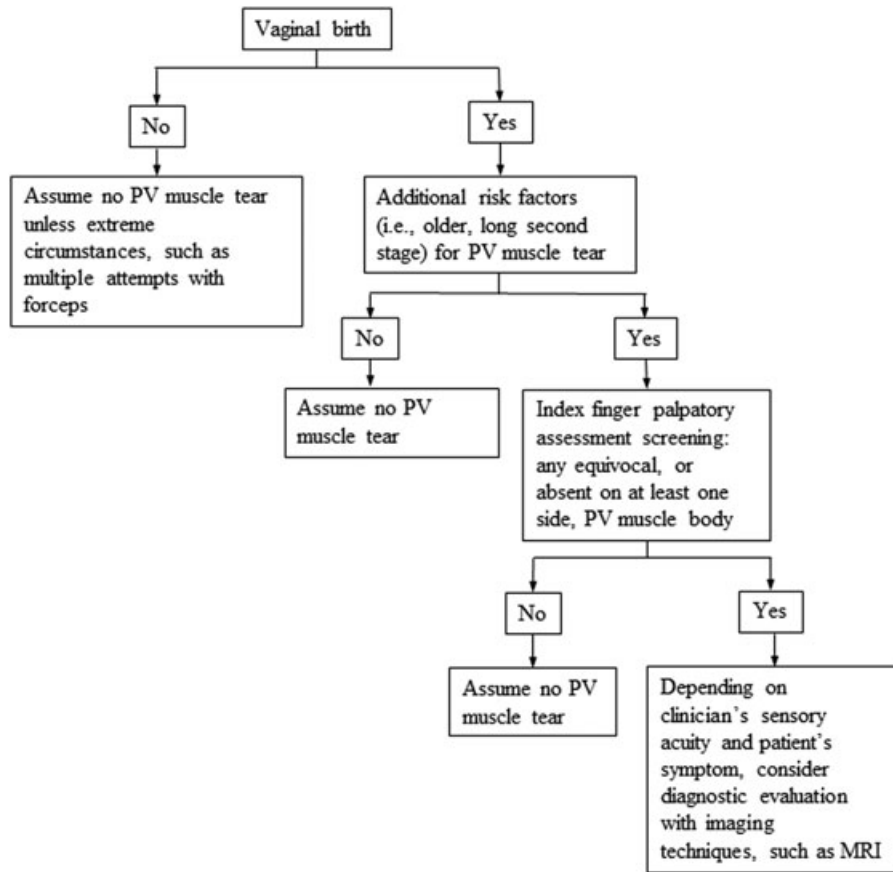 Vaginal birth
No
Yes
Assume no PV muscle tear
unless extreme
circumstances, such as
multiple attempts with
forceps
Additional risk factors
(i.e., older, long second
stage) for PV muscle tear
No
Yes
Assume no PV
muscle tear
Index finger palpatory
assessment screening:
any equivocal, or
absent on at least one
side, PV muscle body
No
Yes
Assume no PV
muscle tear
Depending on
clinician's sensory
acuity and patient's
symptom, consider
diagnostic evaluation
with imaging
techniques, such as MRI